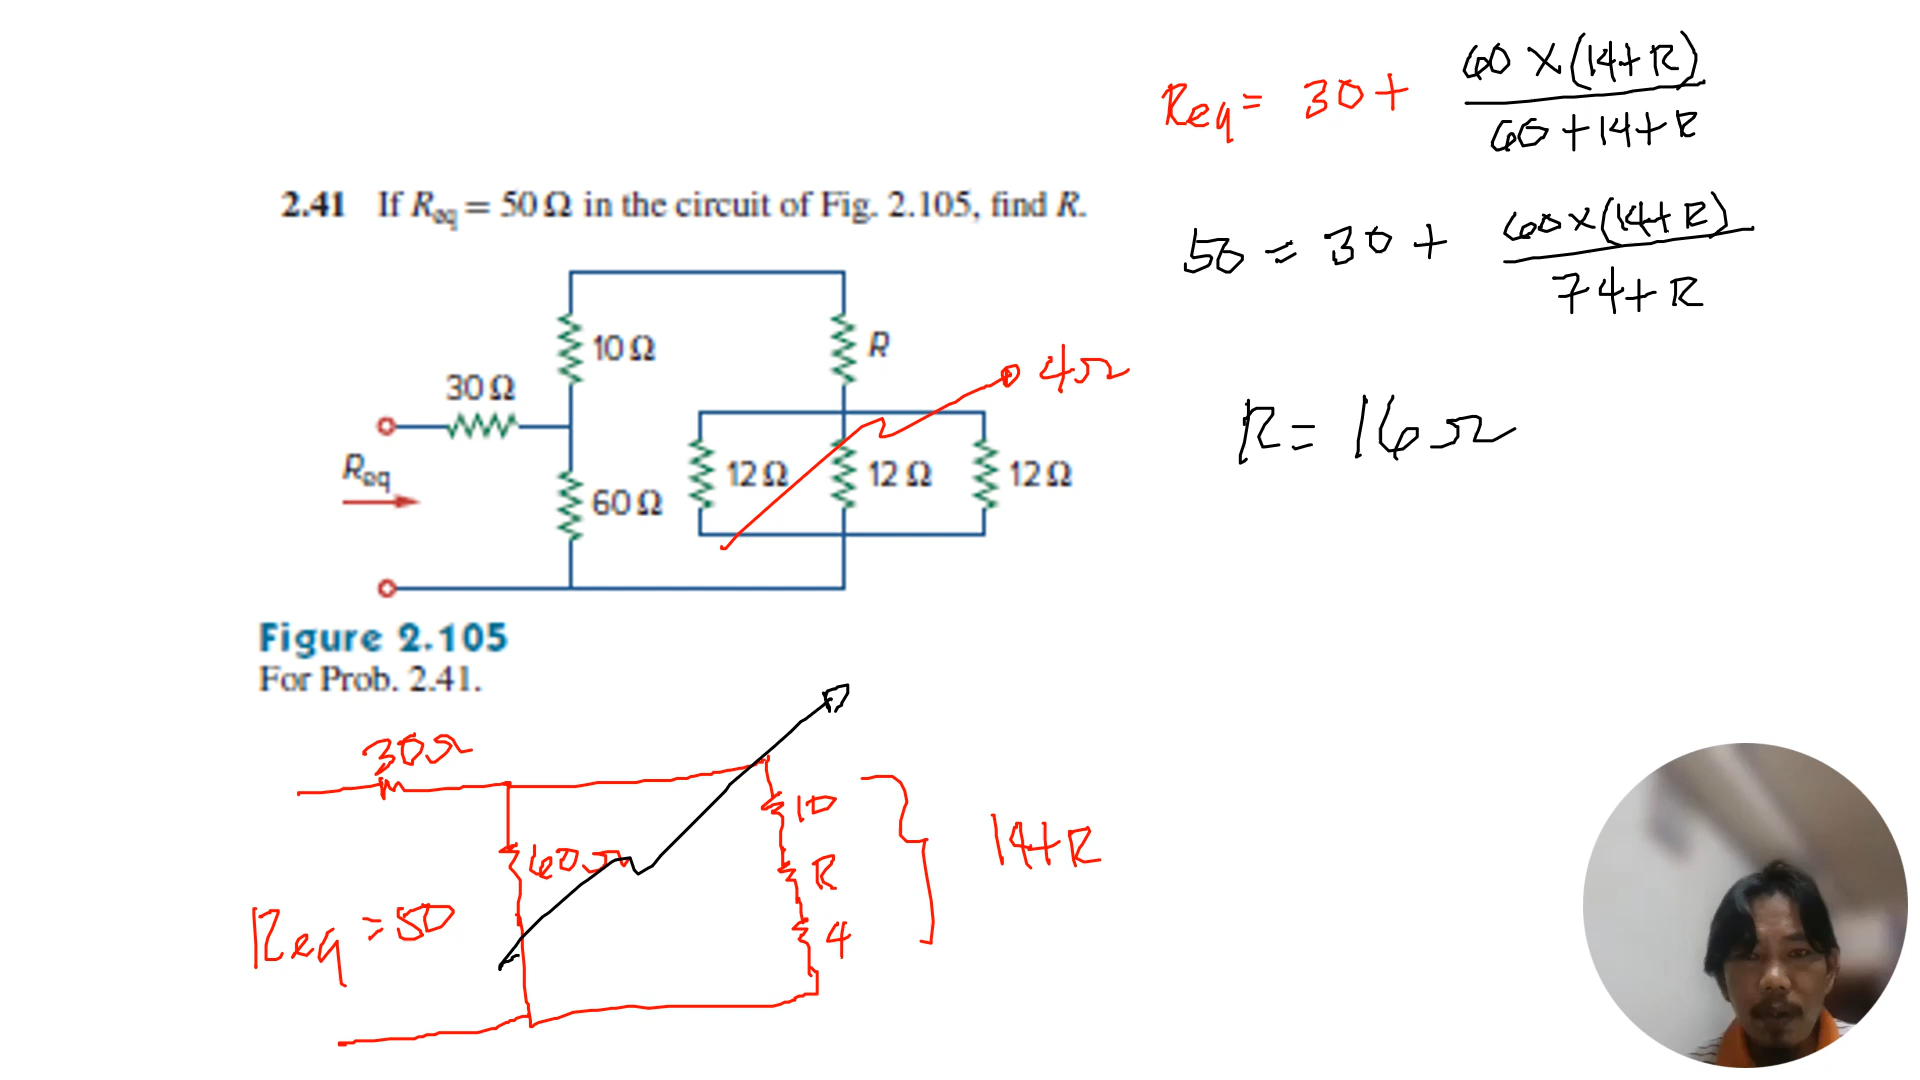 2.41 If Req = 50 Ω in the circuit of Fig. 2.105, find R.
10 Ω
R
30 Ω
4Ω
Req
60 Ω
12 Ω
12 Ω
12 Ω
Figure 2.105
For Prob. 2.41.
30Ω
60Ω
10
R
4
14+R
Req = 50
Req = 30 + 60 × (14+R)
60 + 14 + R
50 = 30 + 60×(14+R)
74+R
R = 16Ω